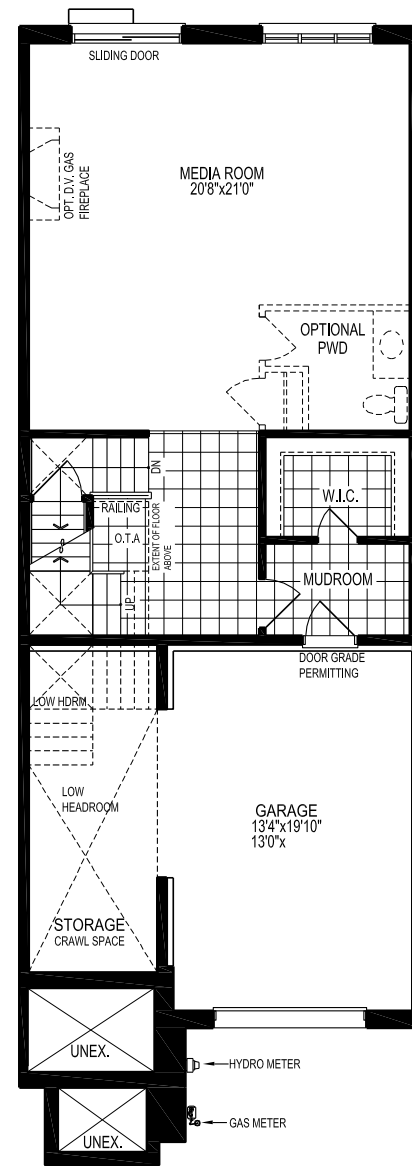 SLIDING DOOR
MEDIA ROOM
20'8"x21'0"
OPT. D.V. GAS
FIREPLACE
OPTIONAL
PWD
DN
RAILING
O.T.A
EXTENT OF FLOOR
ABOVE
W.I.C.
UP
MUDROOM
DOOR GRADE
PERMITTING
LOW HDRM
LOW
HEADROOM
GARAGE
13'4"x19'10"
13'0"x
STORAGE
CRAWL SPACE
UNEX.
HYDRO METER
GAS METER
UNEX.